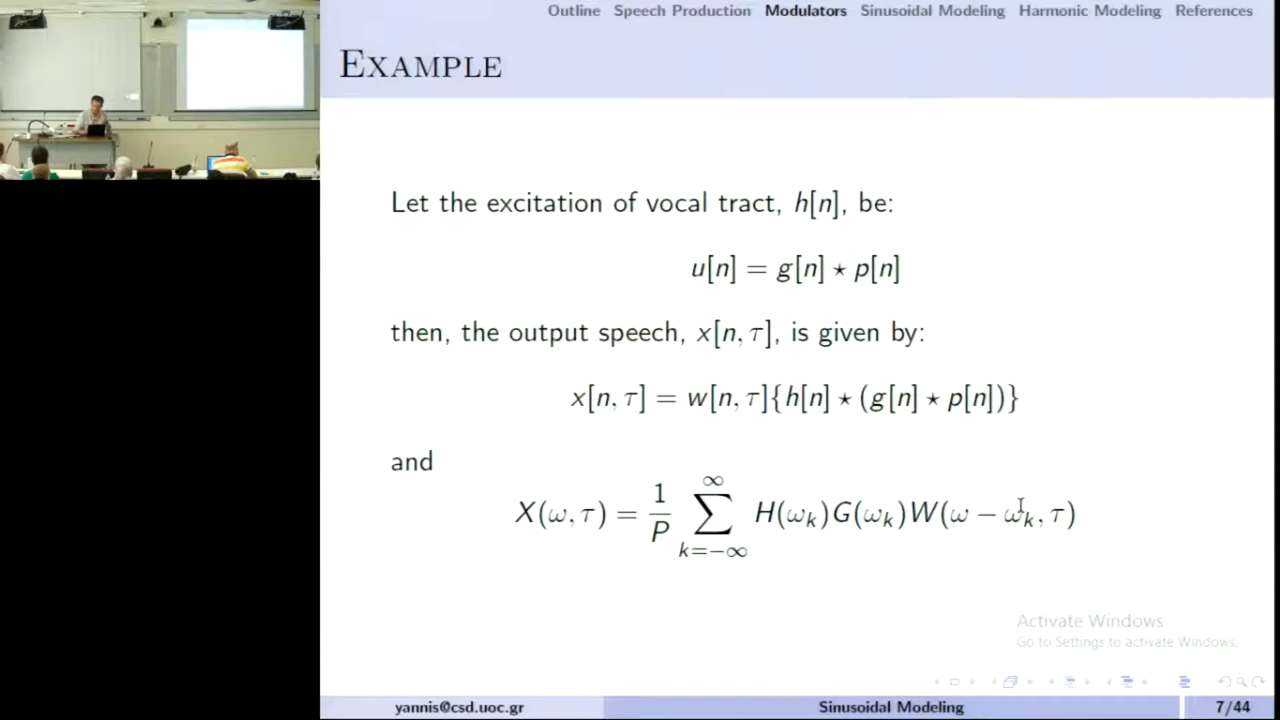 Outline Speech Production Modulators Sinusoidal Modeling Harmonic Modeling References
EXAMPLE
Let the excitation of vocal tract, h[n], be:
u[n] = g[n] ⋆ p[n]
then, the output speech, x[n, τ], is given by:
x[n, τ] = w[n, τ]{h[n] ⋆ (g[n] ⋆ p[n])}
and
X(ω, τ) = 1/P ∑_{k=−∞}^{∞} H(ω_k)G(ω_k)W(ω − ω_k, τ)
Activate Windows
Go to Settings to activate Windows.
yannis@csd.uoc.gr Sinusoidal Modeling 7/44